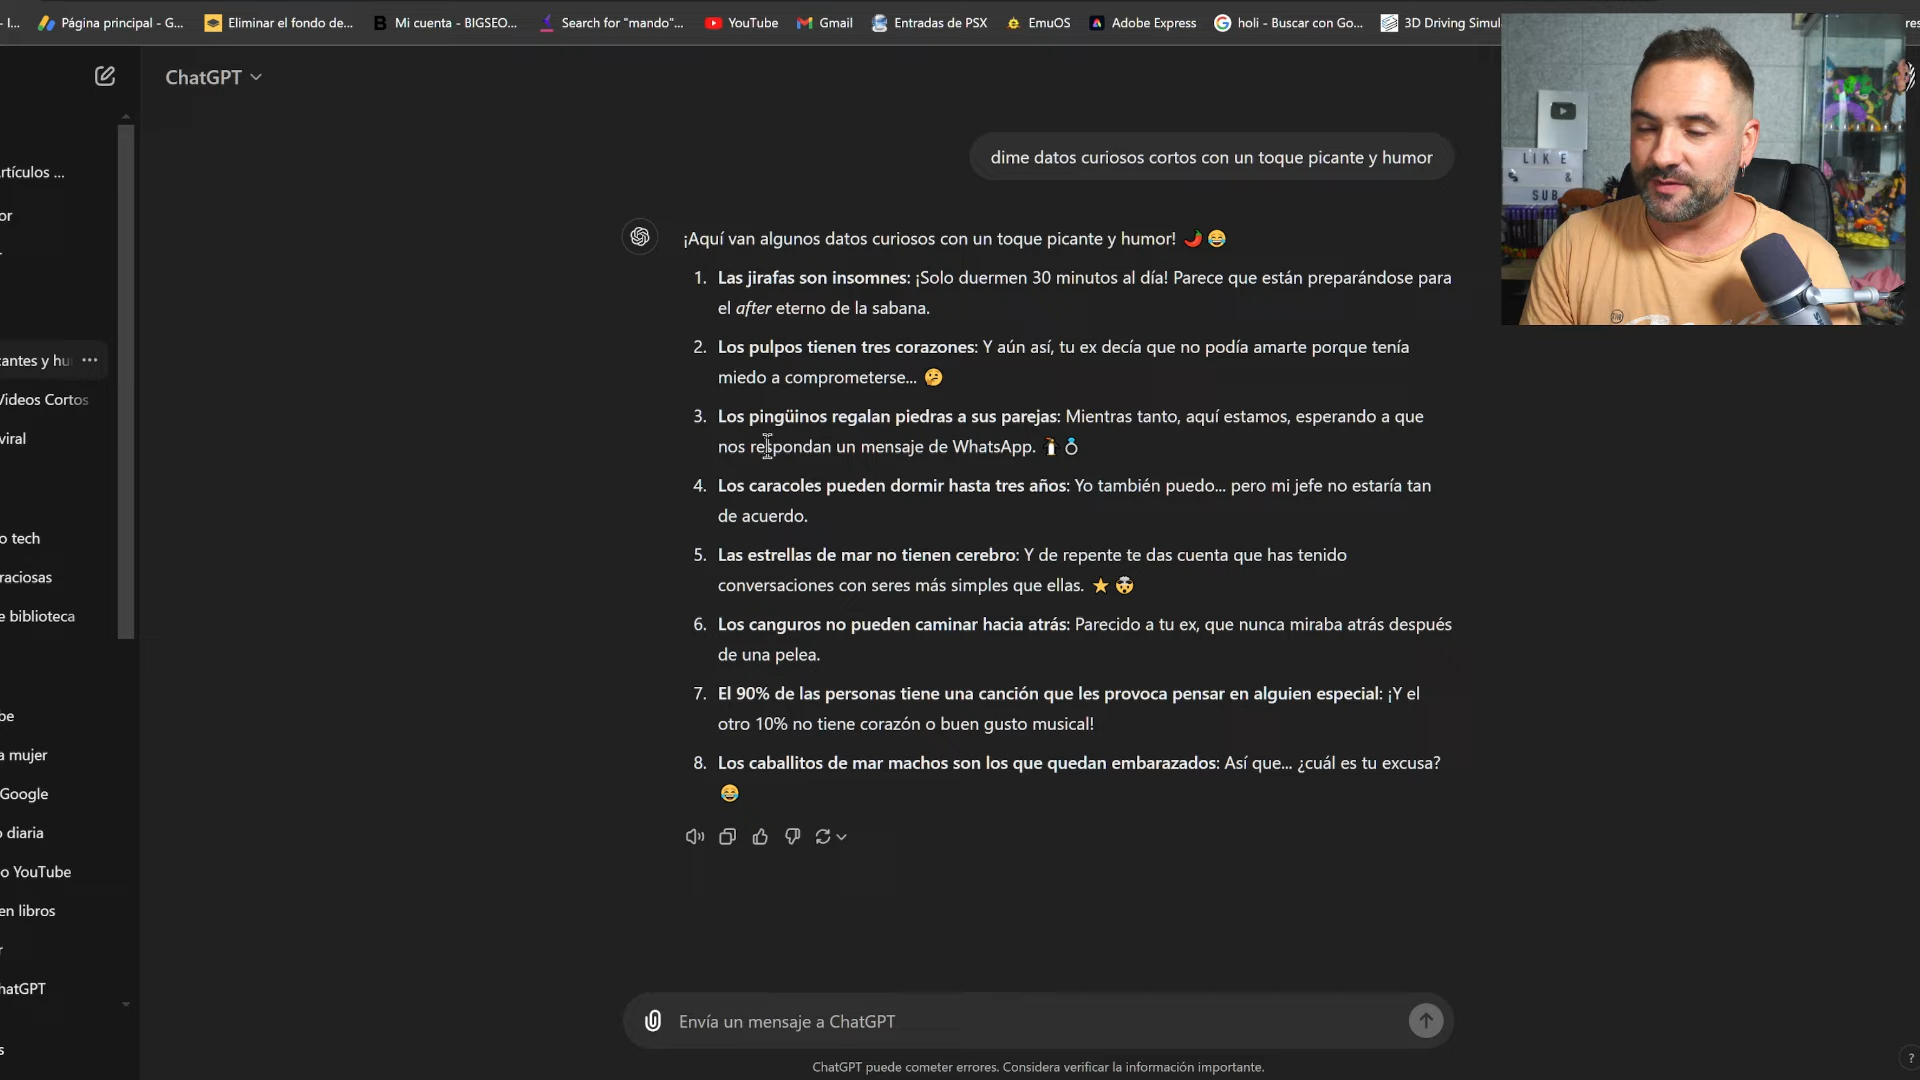 Página principal - G...
Eliminar el fondo de...
Mi cuenta - BIGSEO...
Search for "mando"...
YouTube
Gmail
Entradas de PSX
EmuOS
Adobe Express
holi - Buscar con Go...
3D Driving Simul
ChatGPT
LIKE
&
SUB
dime datos curiosos cortos con un toque picante y humor
¡Aquí van algunos datos curiosos con un toque picante y humor! 🌶️😂
1. Las jirafas son insomnes: ¡Solo duermen 30 minutos al día! Parece que están preparándose para
el after eterno de la sabana.
2. Los pulpos tienen tres corazones: Y aún así, tu ex decía que no podía amarte porque tenía
miedo a comprometerse... 🤔
3. Los pingüinos regalan piedras a sus parejas: Mientras tanto, aquí estamos, esperando a que
nos respondan un mensaje de WhatsApp. 🐧💍
4. Los caracoles pueden dormir hasta tres años: Yo también puedo... pero mi jefe no estaría tan
de acuerdo.
5. Las estrellas de mar no tienen cerebro: Y de repente te das cuenta que has tenido
conversaciones con seres más simples que ellas. ⭐🤯
6. Los canguros no pueden caminar hacia atrás: Parecido a tu ex, que nunca miraba atrás después
de una pelea.
7. El 90% de las personas tiene una canción que les provoca pensar en alguien especial: ¡Y el
otro 10% no tiene corazón o buen gusto musical!
8. Los caballitos de mar machos son los que quedan embarazados: Así que... ¿cuál es tu excusa?
😂
rtículos ...
or
cantes y hu ...
Videos Cortos
viral
o tech
raciosas
e biblioteca
be
a mujer
Google
o diaria
o YouTube
en libros
r
hatGPT
s
Envía un mensaje a ChatGPT
ChatGPT puede cometer errores. Considera verificar la información importante.
?